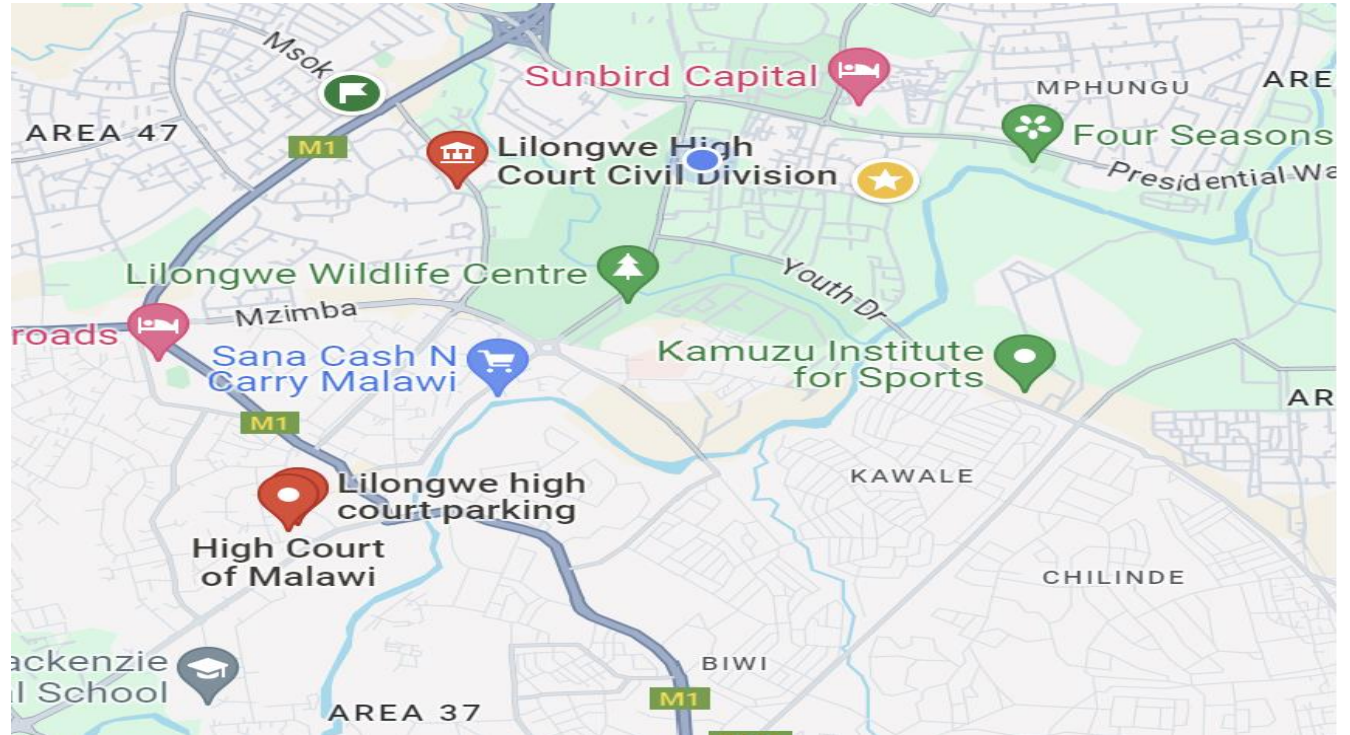 Msok
Sunbird Capital
MPHUNGU
ARE
AREA 47
M1
Lilongwe High
Court Civil Division
Four Seasons
Presidential Wa
Lilongwe Wildlife Centre
Youth Dr
Mzimba
roads
Sana Cash N
Carry Malawi
Kamuzu Institute
for Sports
AR
M1
Lilongwe high
court parking
KAWALE
High Court
of Malawi
CHILINDE
ackenzie
l School
BIWI
M1
AREA 37